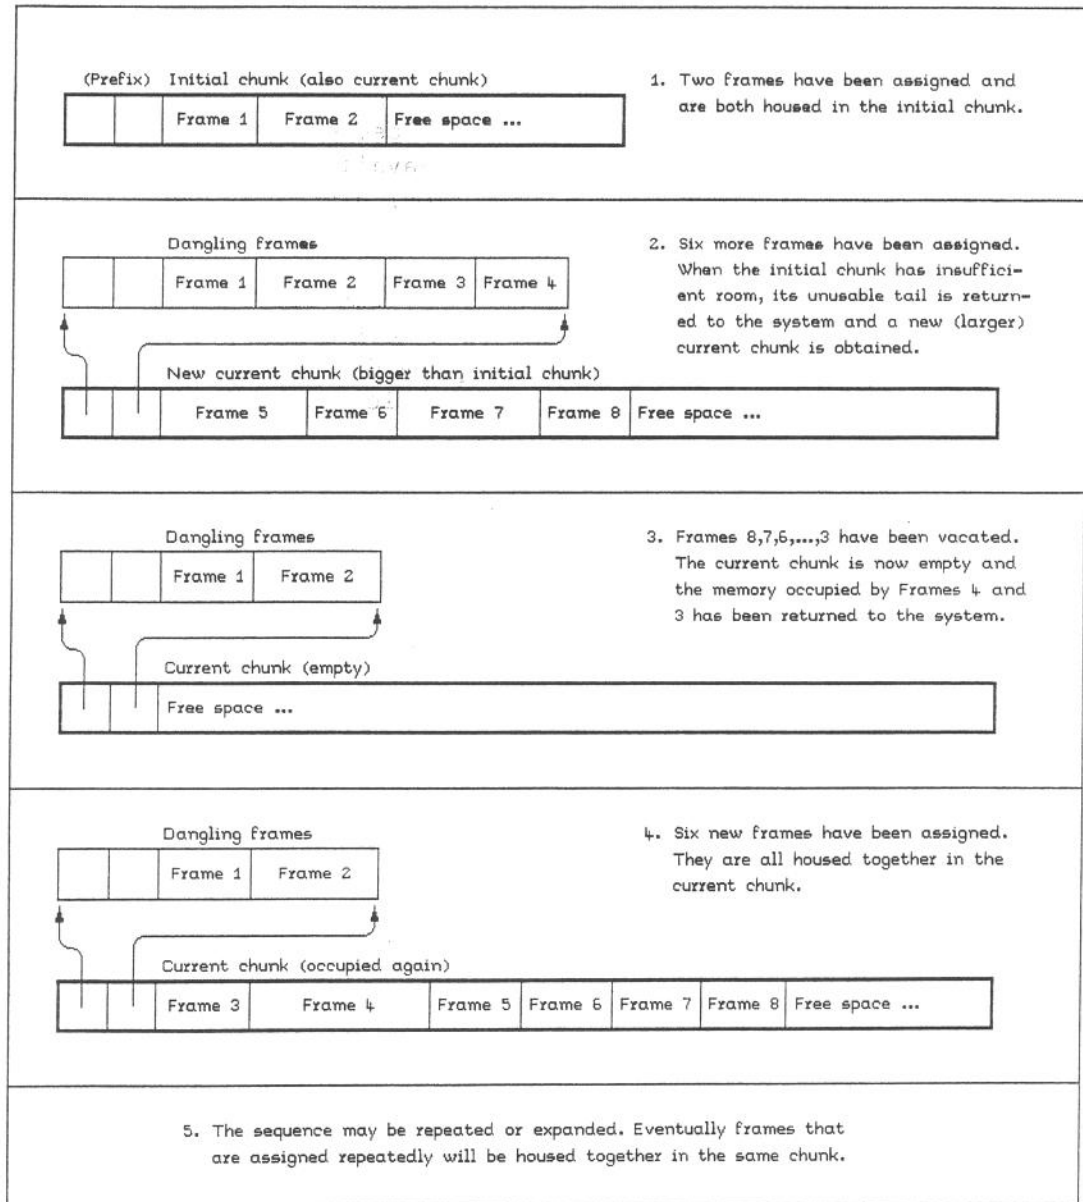 (Prefix) Initial chunk (also current chunk)
Frame 1 Frame 2 Free space ...
1. Two frames have been assigned and
are both housed in the initial chunk.
Dangling frames
Frame 1 Frame 2 Frame 3 Frame 4
New current chunk (bigger than initial chunk)
Frame 5 Frame 6 Frame 7 Frame 8 Free space ...
2. Six more frames have been assigned.
When the initial chunk has insuffici-
ent room, its unusable tail is return-
ed to the system and a new (larger)
current chunk is obtained.
Dangling frames
Frame 1 Frame 2
Current chunk (empty)
Free space ...
3. Frames 8,7,6,...,3 have been vacated.
The current chunk is now empty and
the memory occupied by Frames 4 and
3 has been returned to the system.
Dangling frames
Frame 1 Frame 2
Current chunk (occupied again)
Frame 3 Frame 4 Frame 5 Frame 6 Frame 7 Frame 8 Free space ...
4. Six new frames have been assigned.
They are all housed together in the
current chunk.
5. The sequence may be repeated or expanded. Eventually frames that
are assigned repeatedly will be housed together in the same chunk.